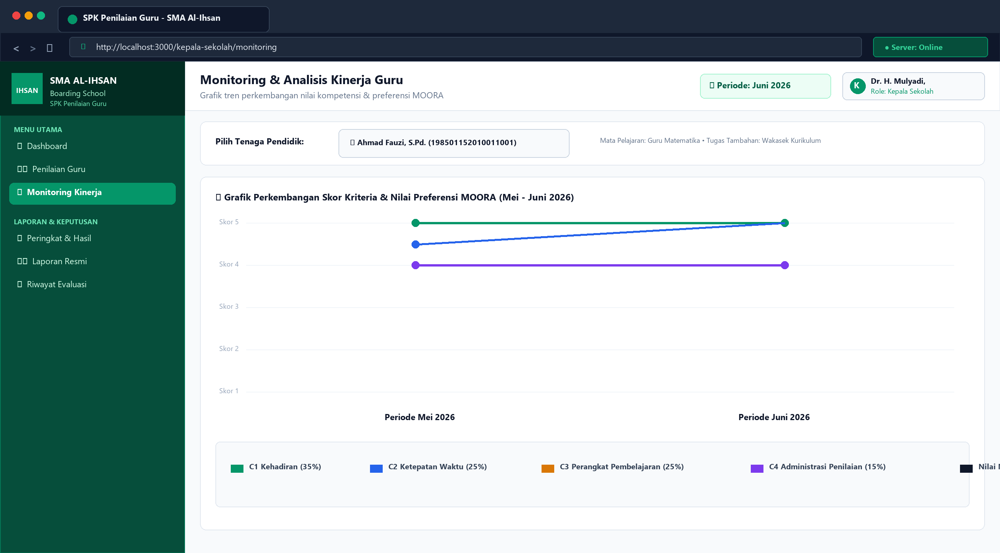 SPK Penilaian Guru - SMA Al-Ihsan
< >
http://localhost:3000/kepala-sekolah/monitoring
● Server: Online
IHSAN
SMA AL-IHSAN
Boarding School
SPK Penilaian Guru
MENU UTAMA
Dashboard
Penilaian Guru
Monitoring Kinerja
LAPORAN & KEPUTUSAN
Peringkat & Hasil
Laporan Resmi
Riwayat Evaluasi
Monitoring & Analisis Kinerja Guru
Grafik tren perkembangan nilai kompetensi & preferensi MOORA
Periode: Juni 2026
K
Dr. H. Mulyadi,
Role: Kepala Sekolah
Pilih Tenaga Pendidik:
Ahmad Fauzi, S.Pd. (198501152010011001)
Mata Pelajaran: Guru Matematika • Tugas Tambahan: Wakasek Kurikulum
Grafik Perkembangan Skor Kriteria & Nilai Preferensi MOORA (Mei - Juni 2026)
Skor 5
Skor 4
Skor 3
Skor 2
Skor 1
Periode Mei 2026
Periode Juni 2026
C1 Kehadiran (35%)
C2 Ketepatan Waktu (25%)
C3 Perangkat Pembelajaran (25%)
C4 Administrasi Penilaian (15%)
Nilai